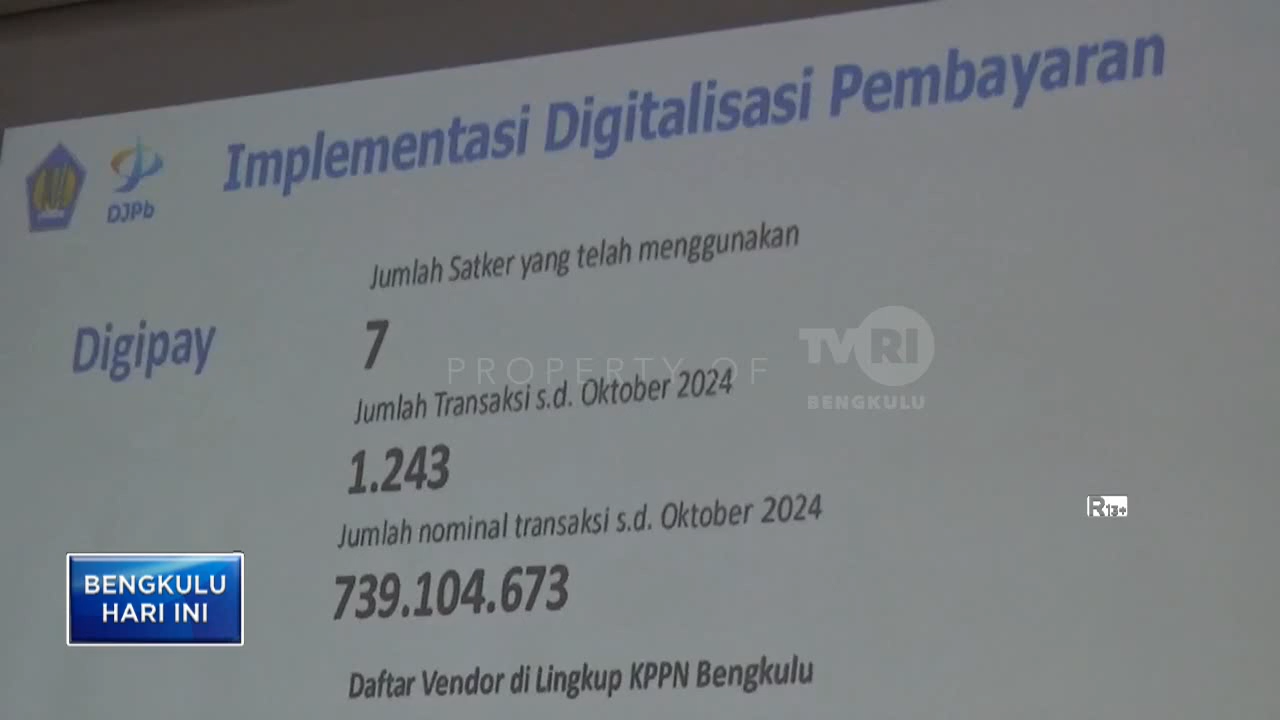 Implementasi Digitalisasi Pembayaran
DJPb
Jumlah Satker yang telah menggunakan
Digipay
7
PROPERTY OF
TVRI
BENGKULU
Jumlah Transaksi s.d. Oktober 2024
1.243
R13+
Jumlah nominal transaksi s.d. Oktober 2024
739.104.673
BENGKULU
HARI INI
Daftar Vendor di Lingkup KPPN Bengkulu